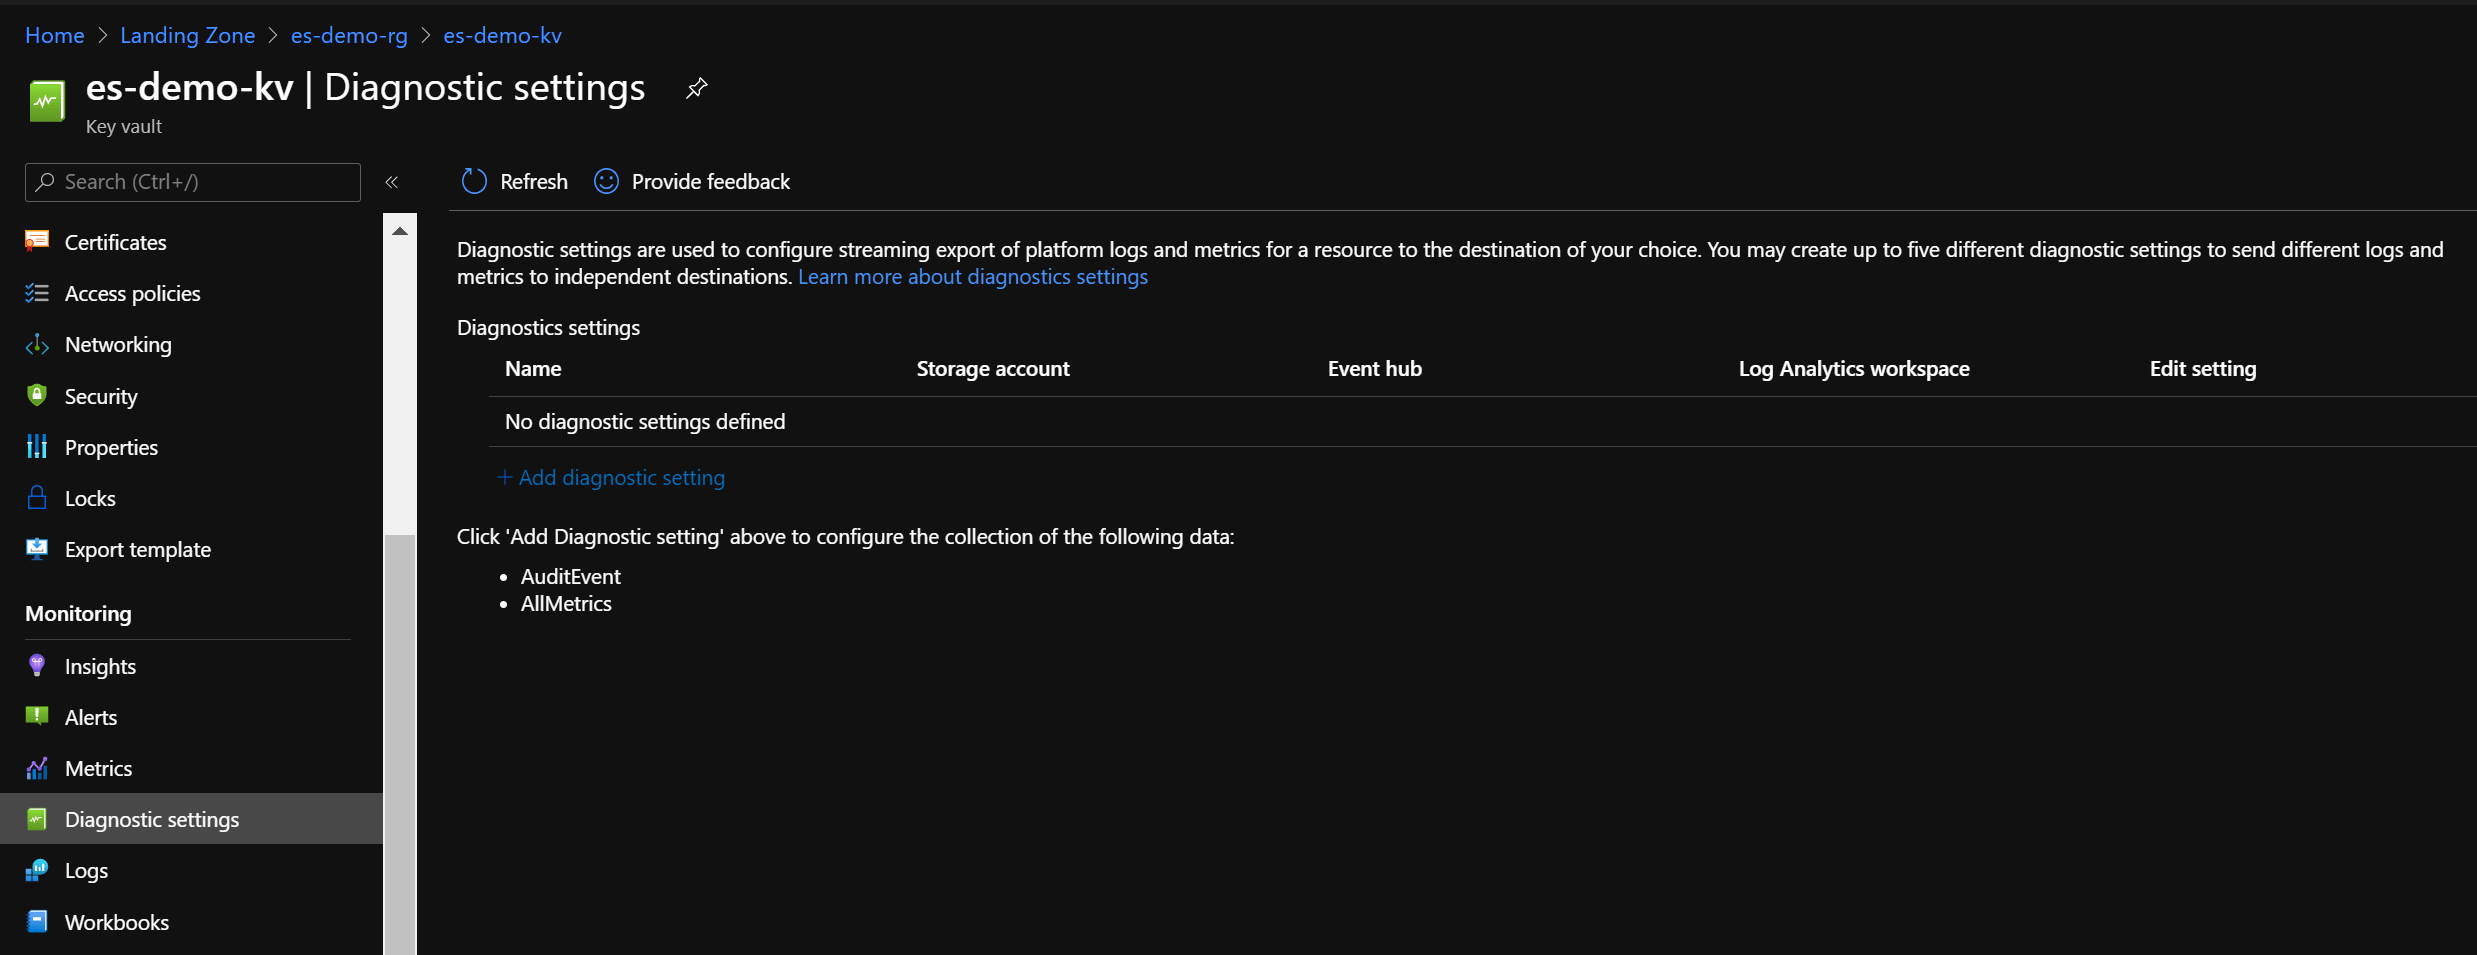 Home > Landing Zone > es-demo-rg > es-demo-kv
es-demo-kv | Diagnostic settings
Key vault
Search (Ctrl+/)
«
Certificates
Access policies
Networking
Security
Properties
Locks
Export template
Monitoring
Insights
Alerts
Metrics
Diagnostic settings
Logs
Workbooks
Refresh Provide feedback
Diagnostic settings are used to configure streaming export of platform logs and metrics for a resource to the destination of your choice. You may create up to five different diagnostic settings to send different logs and
metrics to independent destinations. Learn more about diagnostics settings
Diagnostics settings
Name Storage account Event hub Log Analytics workspace Edit setting
No diagnostic settings defined
+ Add diagnostic setting
Click 'Add Diagnostic setting' above to configure the collection of the following data:
• AuditEvent
• AllMetrics